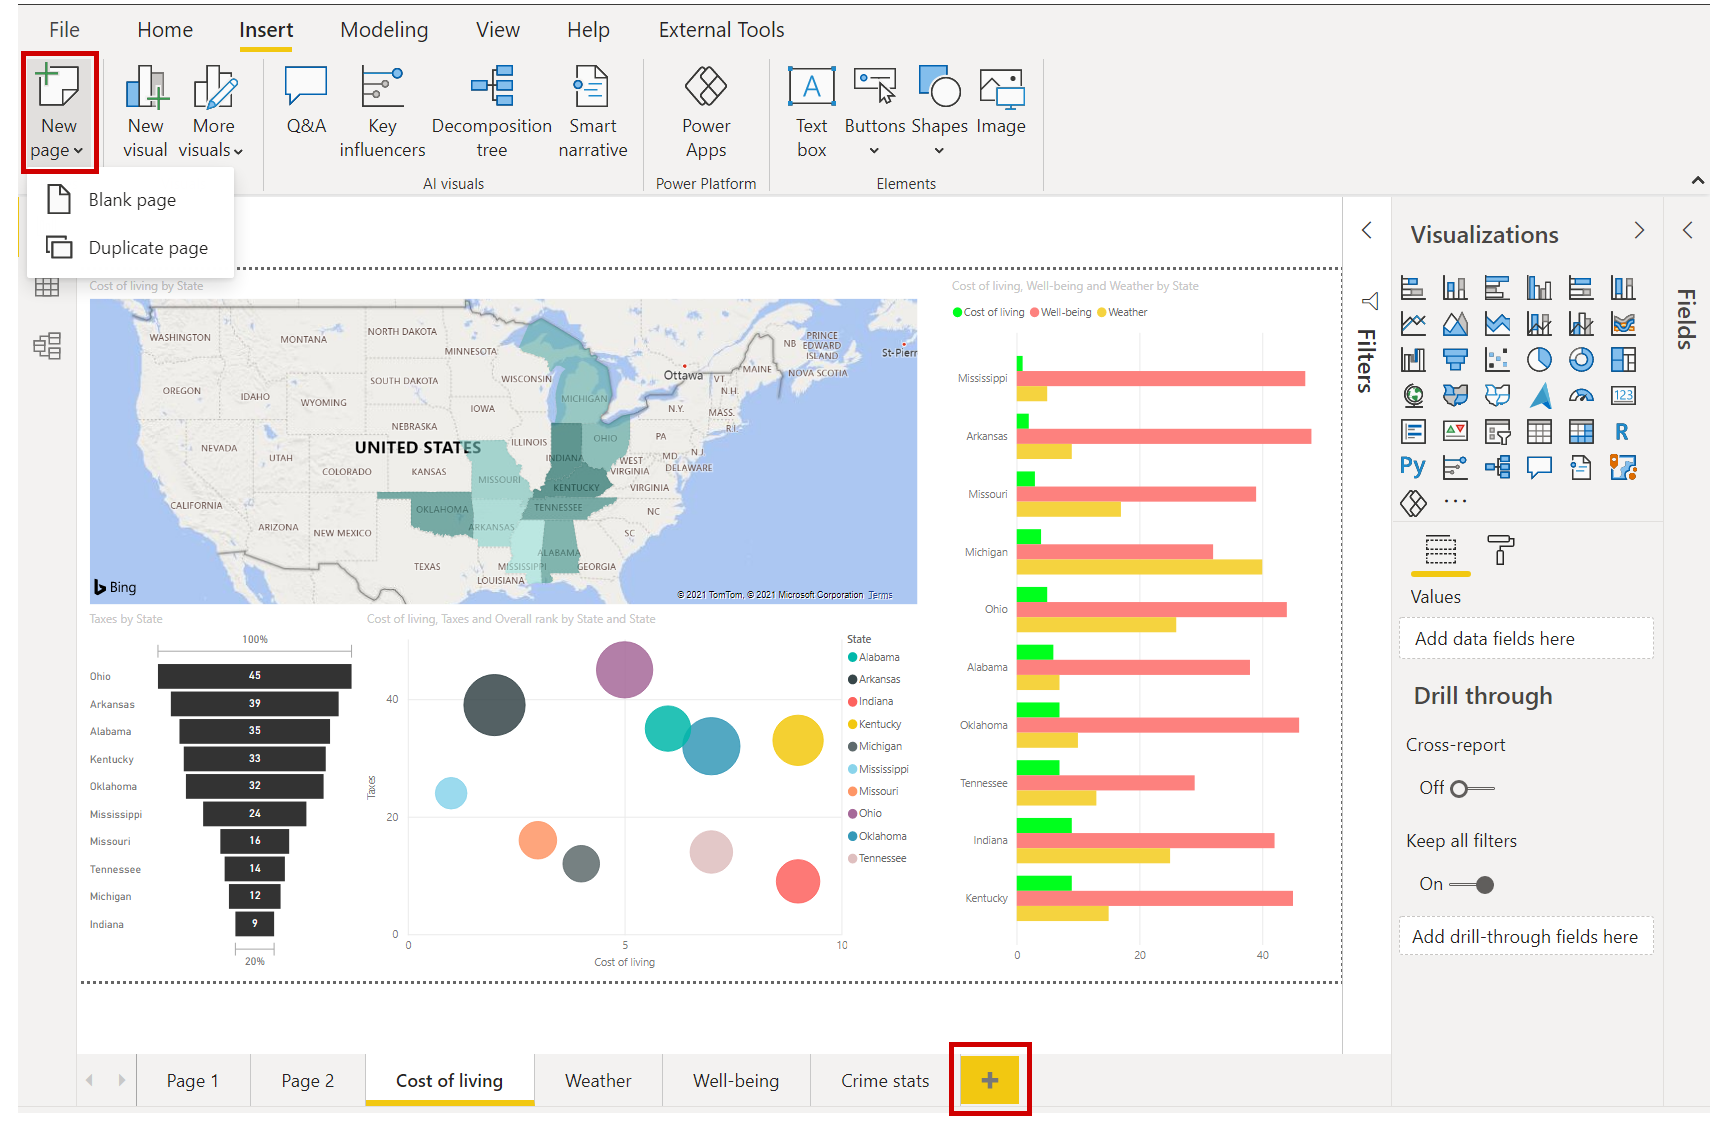 File Home Insert Modeling View Help External Tools
New page
New visual
More visuals
Q&A
Key influencers
Decomposition tree
Smart narrative
Power Apps
Text box
Buttons
Shapes
Image
AI visuals
Power Platform
Elements
Blank page
Duplicate page
Cost of living by State
WASHINGTON
MONTANA
NORTH DAKOTA
MINNESOTA
OREGON
IDAHO
WYOMING
SOUTH DAKOTA
WISCONSIN
MICHIGAN
Ottawa
VT
MAINE
NB
PRINCE EDWARD ISLAND
NOVA SCOTIA
St-Pierr
N.H.
N.Y.
MASS.
R.I.
IOWA
NEBRASKA
UNITED STATES
ILLINOIS
INDIANA
OHIO
PA
N J
MD
DELAWARE
NEVADA
UTAH
COLORADO
KANSAS
MISSOURI
WEST VIRGINIA
KENTUCKY
VIRGINIA
CALIFORNIA
ARIZONA
NEW MEXICO
OKLAHOMA
ARKANSAS
TENNESSEE
NC
SC
TEXAS
MISSISSIPPI
ALABAMA
GEORGIA
LOUISIANA
Bing
© 2021 TomTom, © 2021 Microsoft Corporation Terms
Taxes by State
100%
Ohio 45
Arkansas 39
Alabama 35
Kentucky 33
Oklahoma 32
Mississippi 24
Missouri 16
Tennessee 14
Michigan 12
Indiana 9
20%
Cost of living, Taxes and Overall rank by State and State
Taxes
40
20
0
0 5 10
Cost of living
State
Alabama
Arkansas
Indiana
Kentucky
Michigan
Mississippi
Missouri
Ohio
Oklahoma
Tennessee
Cost of living, Well-being and Weather by State
Cost of living Well-being Weather
Mississippi
Arkansas
Missouri
Michigan
Ohio
Alabama
Oklahoma
Tennessee
Indiana
Kentucky
0 20 40
Filters
Visualizations
123
R
Py
Values
Add data fields here
Drill through
Cross-report
Off
Keep all filters
On
Add drill-through fields here
Fields
Page 1 Page 2 Cost of living Weather Well-being Crime stats